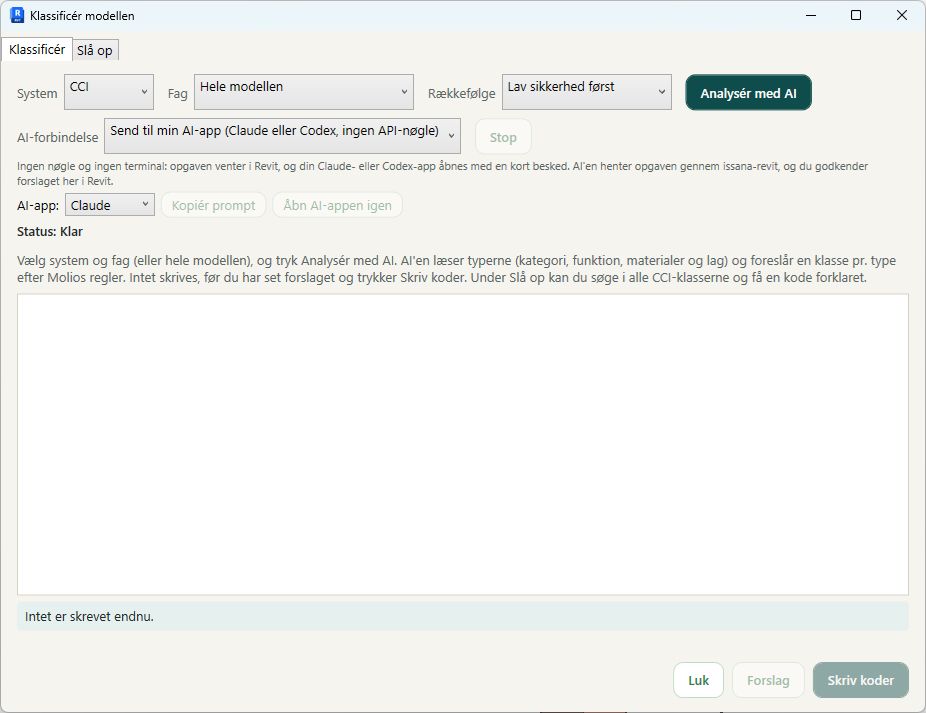 Klassificér modellen
Klassificér Slå op
System CCI Fag Hele modellen Rækkefølge Lav sikkerhed først Analysér med AI
AI-forbindelse Send til min AI-app (Claude eller Codex, ingen API-nøgle) Stop
Ingen nøgle og ingen terminal: opgaven venter i Revit, og din Claude- eller Codex-app åbnes med en kort besked. AI'en henter opgaven gennem issana-revit, og du godkender
forslaget her i Revit.
AI-app: Claude Kopiér prompt Åbn AI-appen igen
Status: Klar
Vælg system og fag (eller hele modellen), og tryk Analysér med AI. AI'en læser typerne (kategori, funktion, materialer og lag) og foreslår en klasse pr. type
efter Molios regler. Intet skrives, før du har set forslaget og trykker Skriv koder. Under Slå op kan du søge i alle CCI-klasserne og få en kode forklaret.
Intet er skrevet endnu.
Luk Forslag Skriv koder